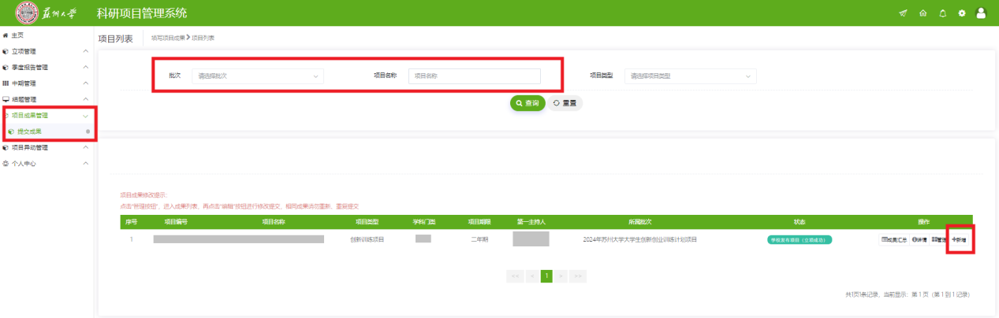 苏州大学 科研项目管理系统
主页
立项管理
季度报告管理
中期管理
结题管理
项目成果管理
提交成果
项目异动管理
个人中心
项目列表 填写项目成果 > 项目列表
批次 请选择批次 项目名称 项目名称 项目类型 请选择项目类型
查询 重置
项目成果修改提示:
点击“管理按钮”，进入成果列表，再点击“编辑”按钮进行修改提交，相同成果请勿重新、重复提交
序号 项目编号 项目名称 项目类型 学科门类 项目期限 第一主持人 所属批次 状态 操作
1 创新训练项目 二年期 2024年苏州大学大学生创新创业训练计划项目 学校发布项目（立项成功） 成果汇总 详情 管理 +新增
<< < 1 > >>
共1页1条记录，当前显示：第 1 页（第 1 到 1 记录）